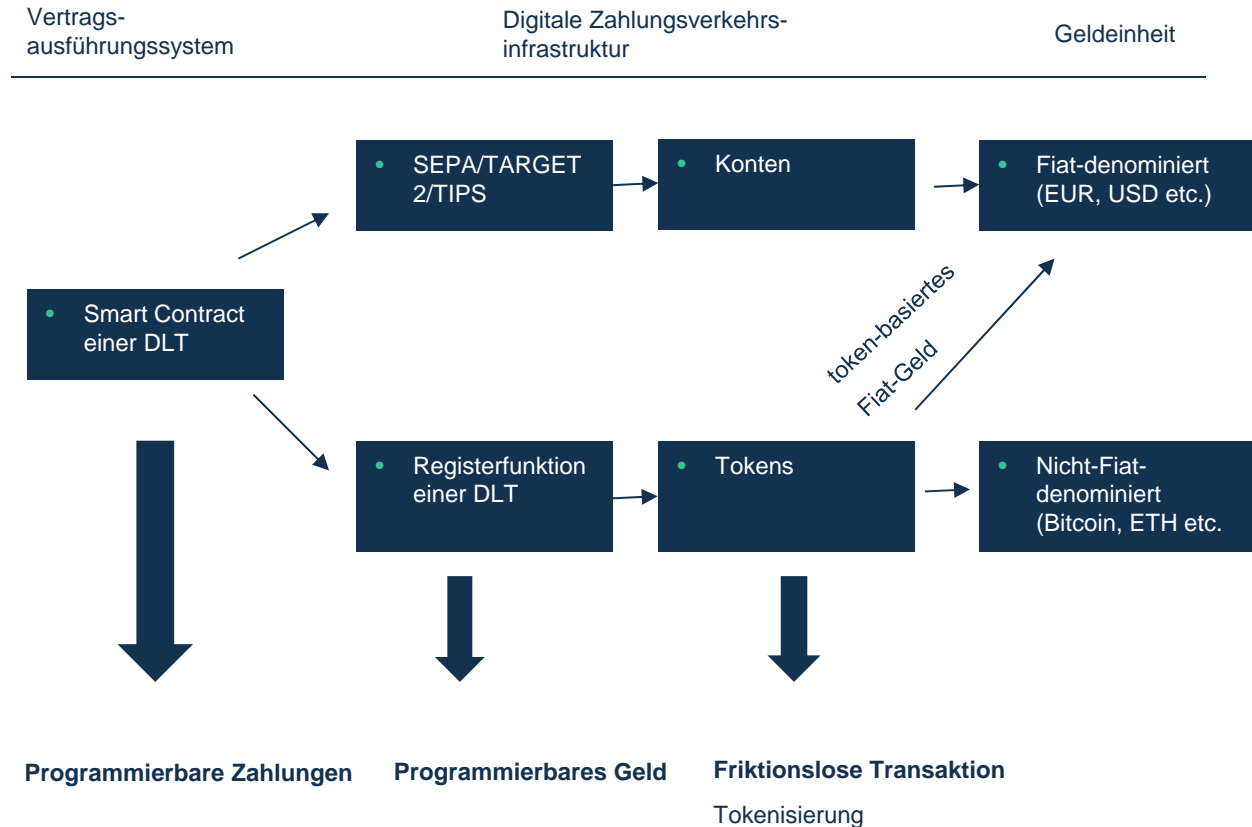 Vertrags-
ausführungssystem
Digitale Zahlungsverkehrs-
infrastruktur
Geldeinheit
• SEPA/TARGET
2/TIPS
• Konten
• Fiat-denominiert
(EUR, USD etc.)
• Smart Contract
einer DLT
token-basiertes
Fiat-Geld
• Registerfunktion
einer DLT
• Tokens
• Nicht-Fiat-
denominiert
(Bitcoin, ETH etc.
Programmierbare Zahlungen
Programmierbares Geld
Friktionslose Transaktion
Tokenisierung